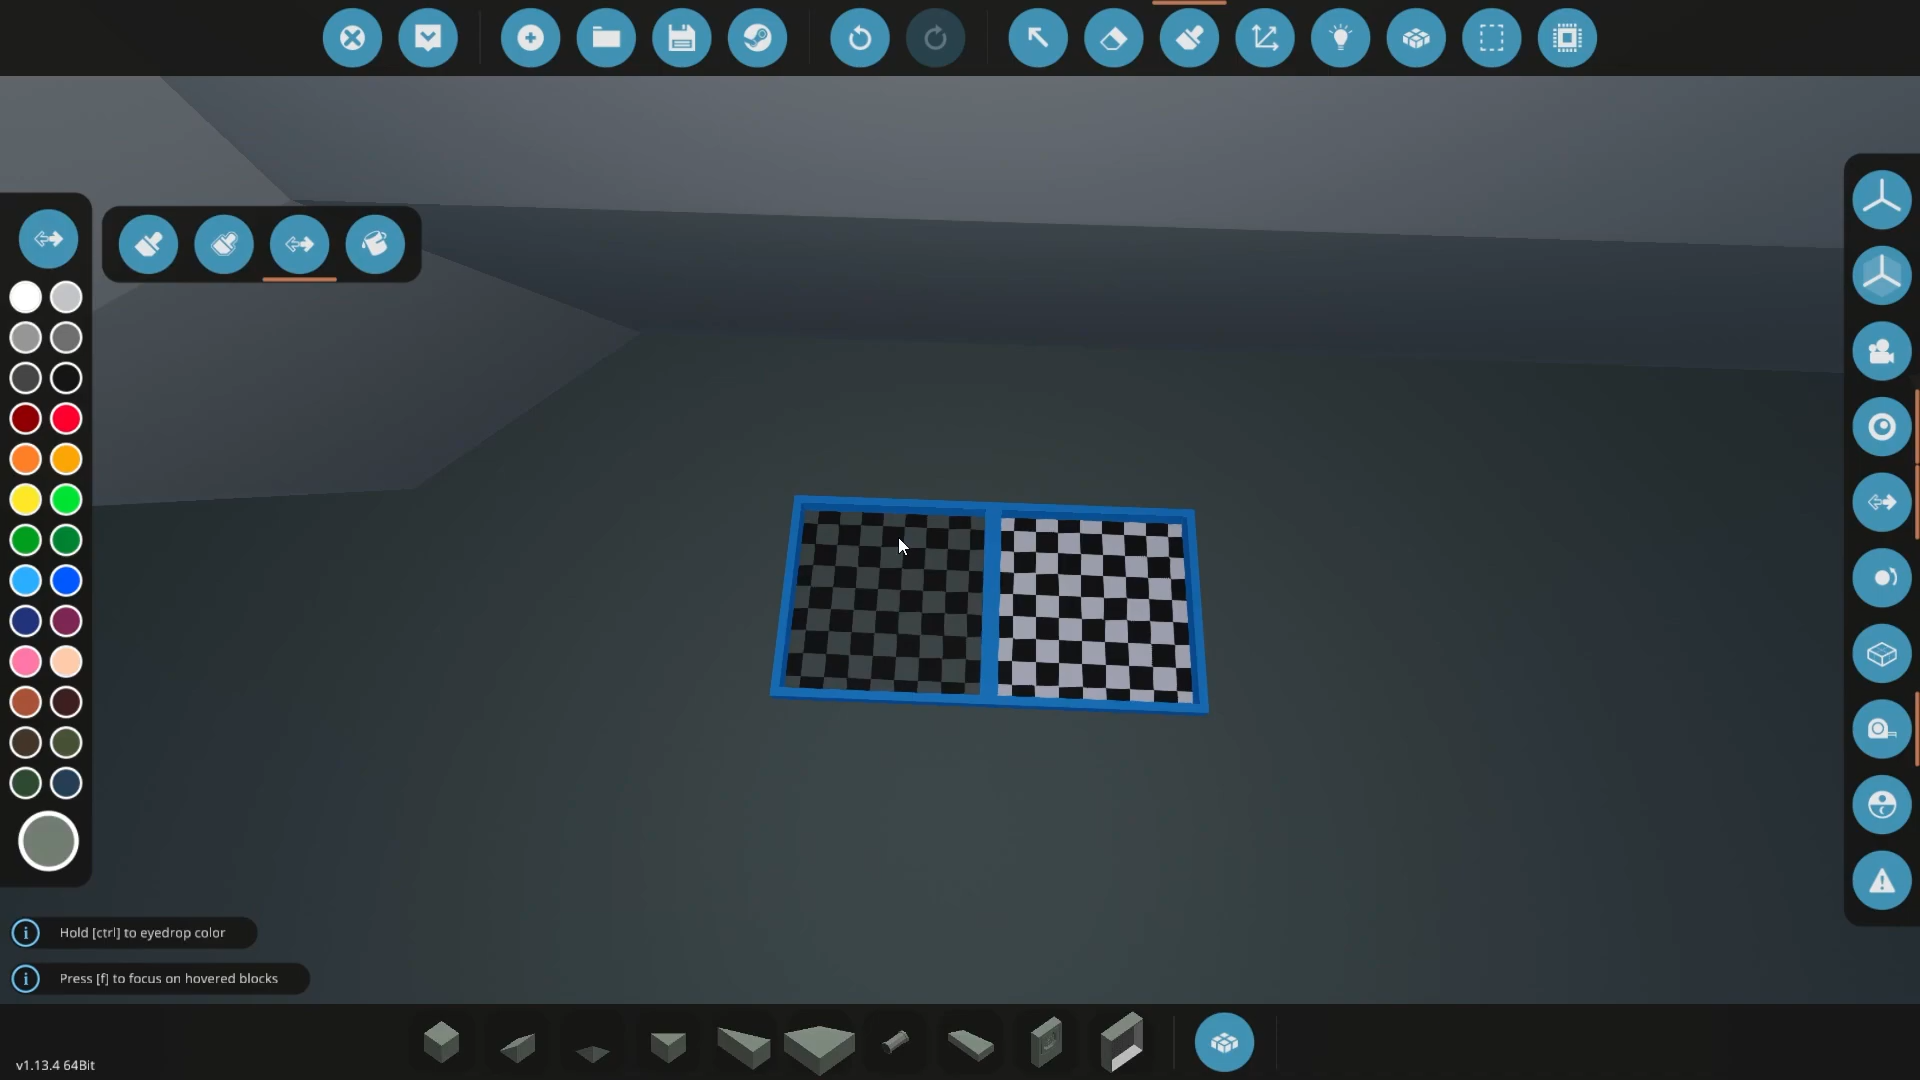 Hold [ctrl] to eyedrop color
Press [f] to focus on hovered blocks
v1.13.4 64Bit